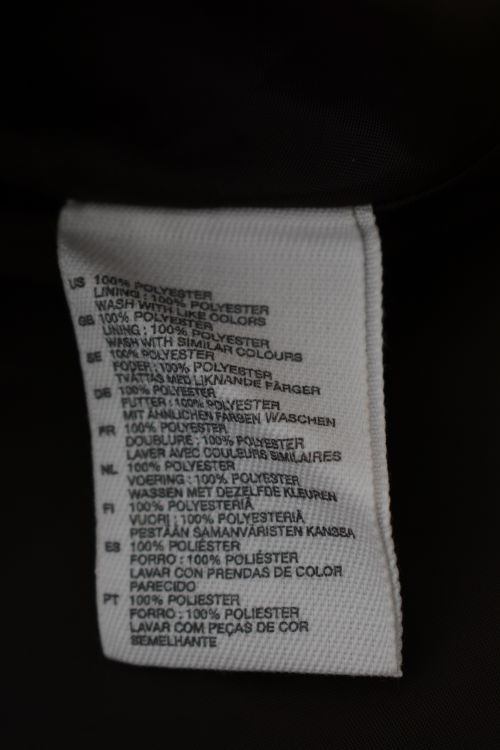 US 100% POLYESTER
LINING : 100% POLYESTER
WASH WITH LIKE COLORS
GB 100% POLYESTER
LINING : 100% POLYESTER
WASH WITH SIMILAR COLOURS
SE 100% POLYESTER
FODER : 100% POLYESTER
TVÄTTAS MED LIKNANDE FÄRGER
DE 100% POLYESTER
FUTTER : 100% POLYESTER
MIT ÄHNLICHEN FARBEN WASCHEN
FR 100% POLYESTER
DOUBLURE : 100% POLYESTER
LAVER AVEC COULEURS SIMILAIRES
NL 100% POLYESTER
VOERING : 100% POLYESTER
WASSEN MET DEZELFDE KLEUREN
FI 100% POLYESTERIÄ
VUORI : 100% POLYESTERIÄ
PESTÄÄN SAMANVÄRISTEN KANSSA
ES 100% POLIÉSTER
FORRO : 100% POLIÉSTER
LAVAR CON PRENDAS DE COLOR
PARECIDO
PT 100% POLIESTER
FORRO : 100% POLIESTER
LAVAR COM PEÇAS DE COR
SEMELHANTE